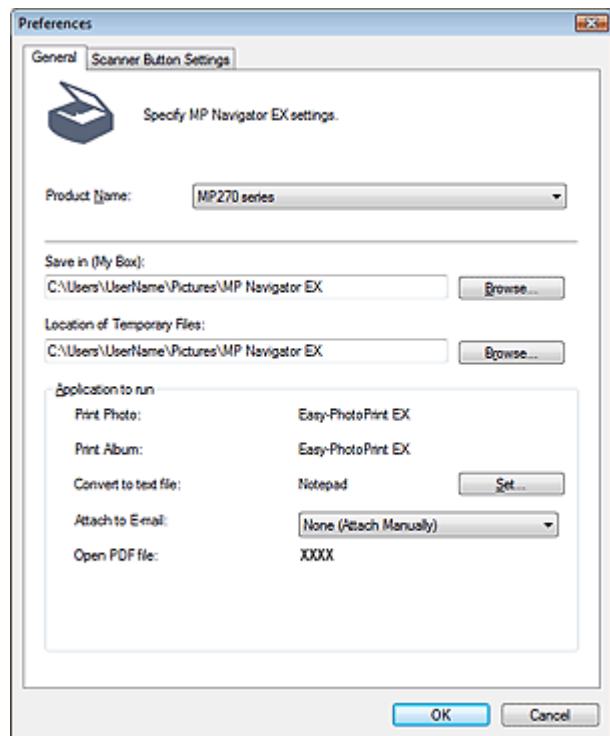 Preferences
General Scanner Button Settings
Specify MP Navigator EX settings.
Product Name: MP270 series
Save in (My Box):
C:\Users\UserName\Pictures\MP Navigator EX Browse...
Location of Temporary Files:
C:\Users\UserName\Pictures\MP Navigator EX Browse...
Application to run
Print Photo: Easy-PhotoPrint EX
Print Album: Easy-PhotoPrint EX
Convert to text file: Notepad Set...
Attach to E-mail: None (Attach Manually)
Open PDF file: XXXX
OK Cancel